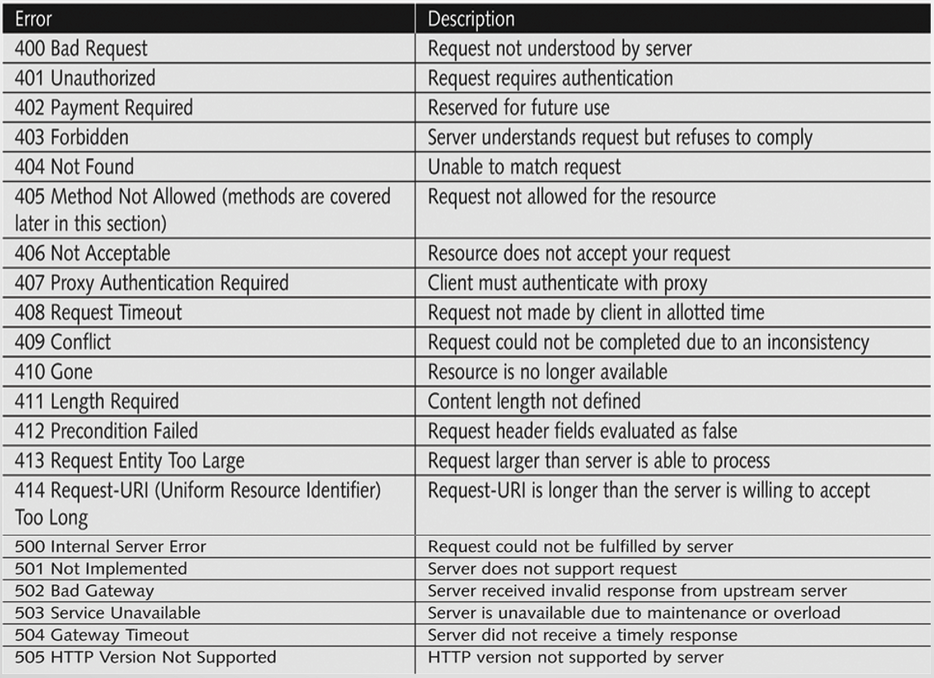 Error Description
400 Bad Request Request not understood by server
401 Unauthorized Request requires authentication
402 Payment Required Reserved for future use
403 Forbidden Server understands request but refuses to comply
404 Not Found Unable to match request
405 Method Not Allowed (methods are covered Request not allowed for the resource
later in this section)
406 Not Acceptable Resource does not accept your request
407 Proxy Authentication Required Client must authenticate with proxy
408 Request Timeout Request not made by client in allotted time
409 Conflict Request could not be completed due to an inconsistency
410 Gone Resource is no longer available
411 Length Required Content length not defined
412 Precondition Failed Request header fields evaluated as false
413 Request Entity Too Large Request larger than server is able to process
414 Request-URI (Uniform Resource Identifier) Request-URI is longer than the server is willing to accept
Too Long
500 Internal Server Error Request could not be fulfilled by server
501 Not Implemented Server does not support request
502 Bad Gateway Server received invalid response from upstream server
503 Service Unavailable Server is unavailable due to maintenance or overload
504 Gateway Timeout Server did not receive a timely response
505 HTTP Version Not Supported HTTP version not supported by server